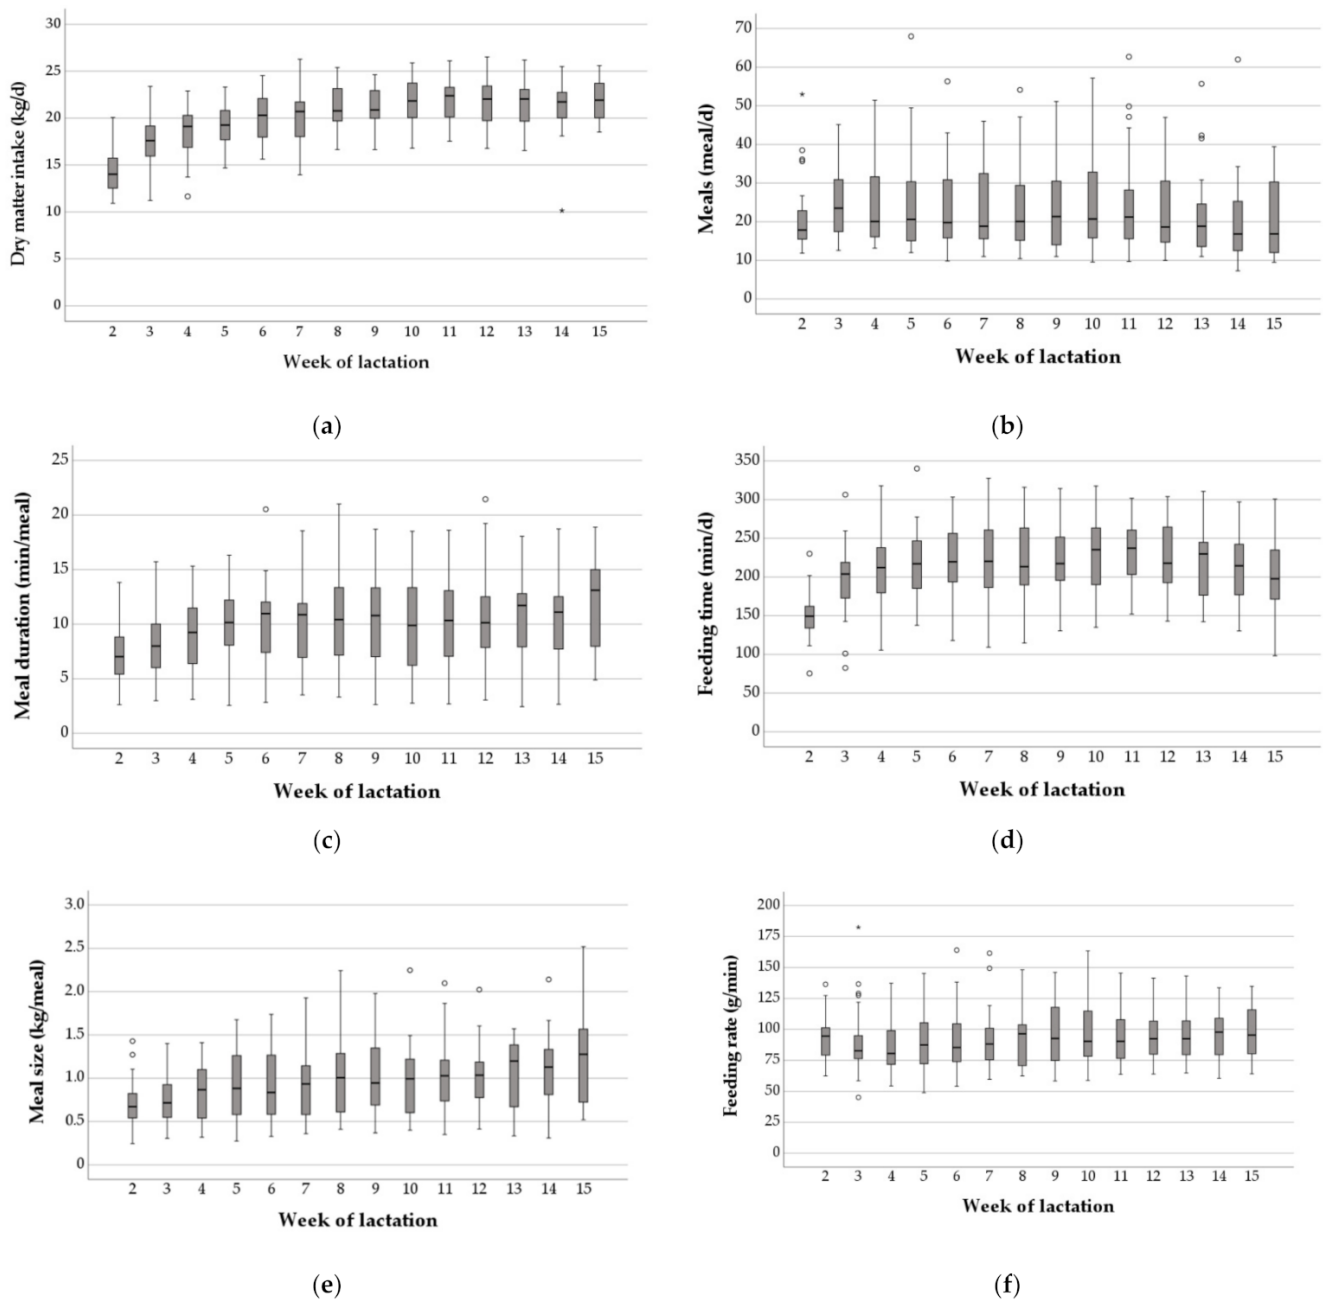 Dry matter intake (kg/d)
30
25
20
15
10
5
0
2 3 4 5 6 7 8 9 10 11 12 13 14 15
Week of lactation
(a)
Meals (meal/d)
70
60
50
40
30
20
10
0
2 3 4 5 6 7 8 9 10 11 12 13 14 15
Week of lactation
(b)
Meal duration (min/meal)
25
20
15
10
5
0
2 3 4 5 6 7 8 9 10 11 12 13 14 15
Week of lactation
(c)
Feeding time (min/d)
350
300
250
200
150
100
50
0
2 3 4 5 6 7 8 9 10 11 12 13 14 15
Week of lactation
(d)
Meal size (kg/meal)
3.0
2.5
2.0
1.5
1.0
0.5
0
2 3 4 5 6 7 8 9 10 11 12 13 14 15
Week of lactation
(e)
Feeding rate (g/min)
200
175
150
125
100
75
50
25
0
2 3 4 5 6 7 8 9 10 11 12 13 14 15
Week of lactation
(f)